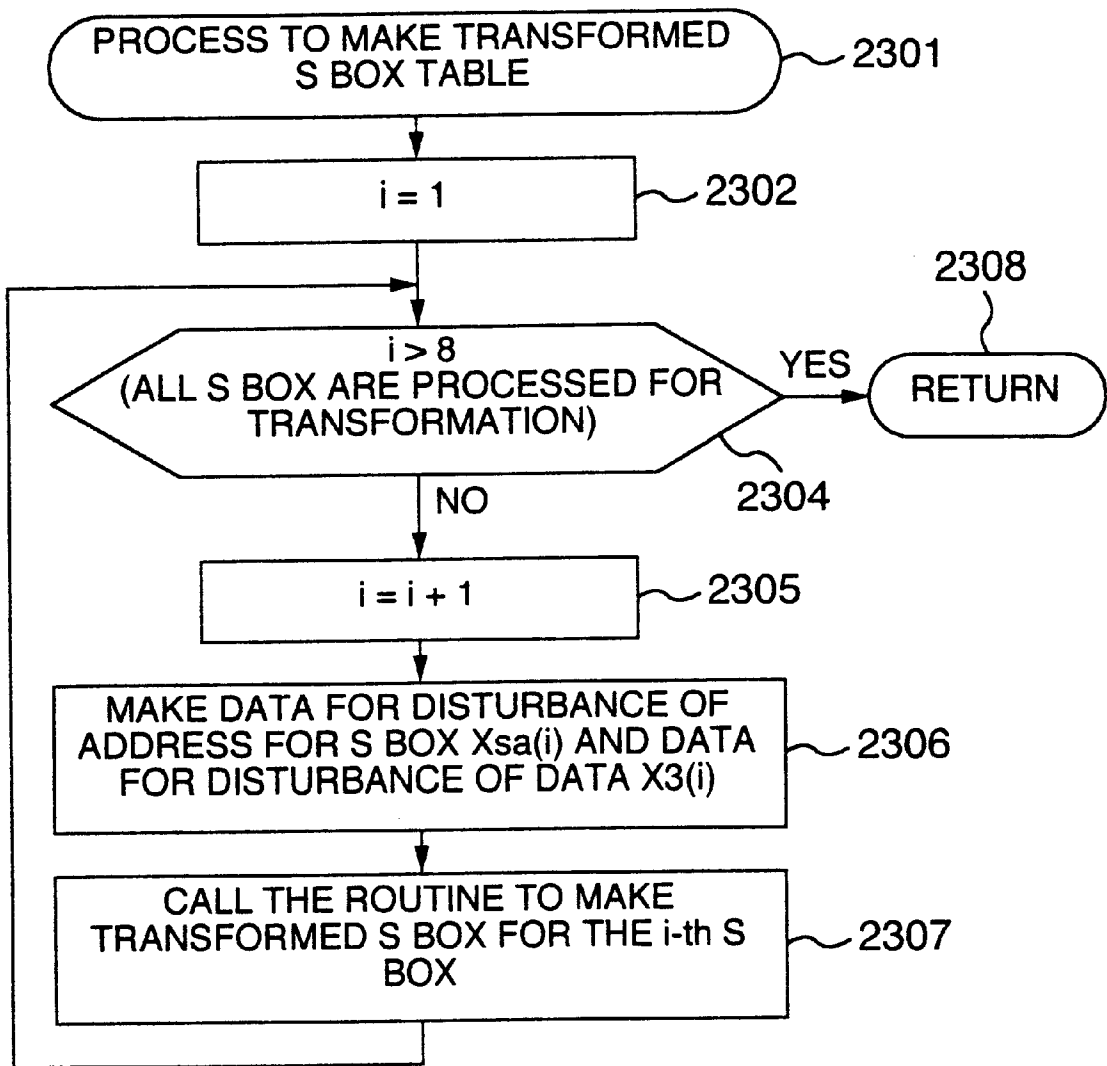 PROCESS TO MAKE TRANSFORMED
S BOX TABLE
2301
i = 1
2302
2308
i > 8
(ALL S BOX ARE PROCESSED FOR
TRANSFORMATION)
YES
RETURN
2304
NO
i = i + 1
2305
MAKE DATA FOR DISTURBANCE OF
ADDRESS FOR S BOX Xsa(i) AND DATA
FOR DISTURBANCE OF DATA X3(i)
2306
CALL THE ROUTINE TO MAKE
TRANSFORMED S BOX FOR THE i-th S
BOX
2307